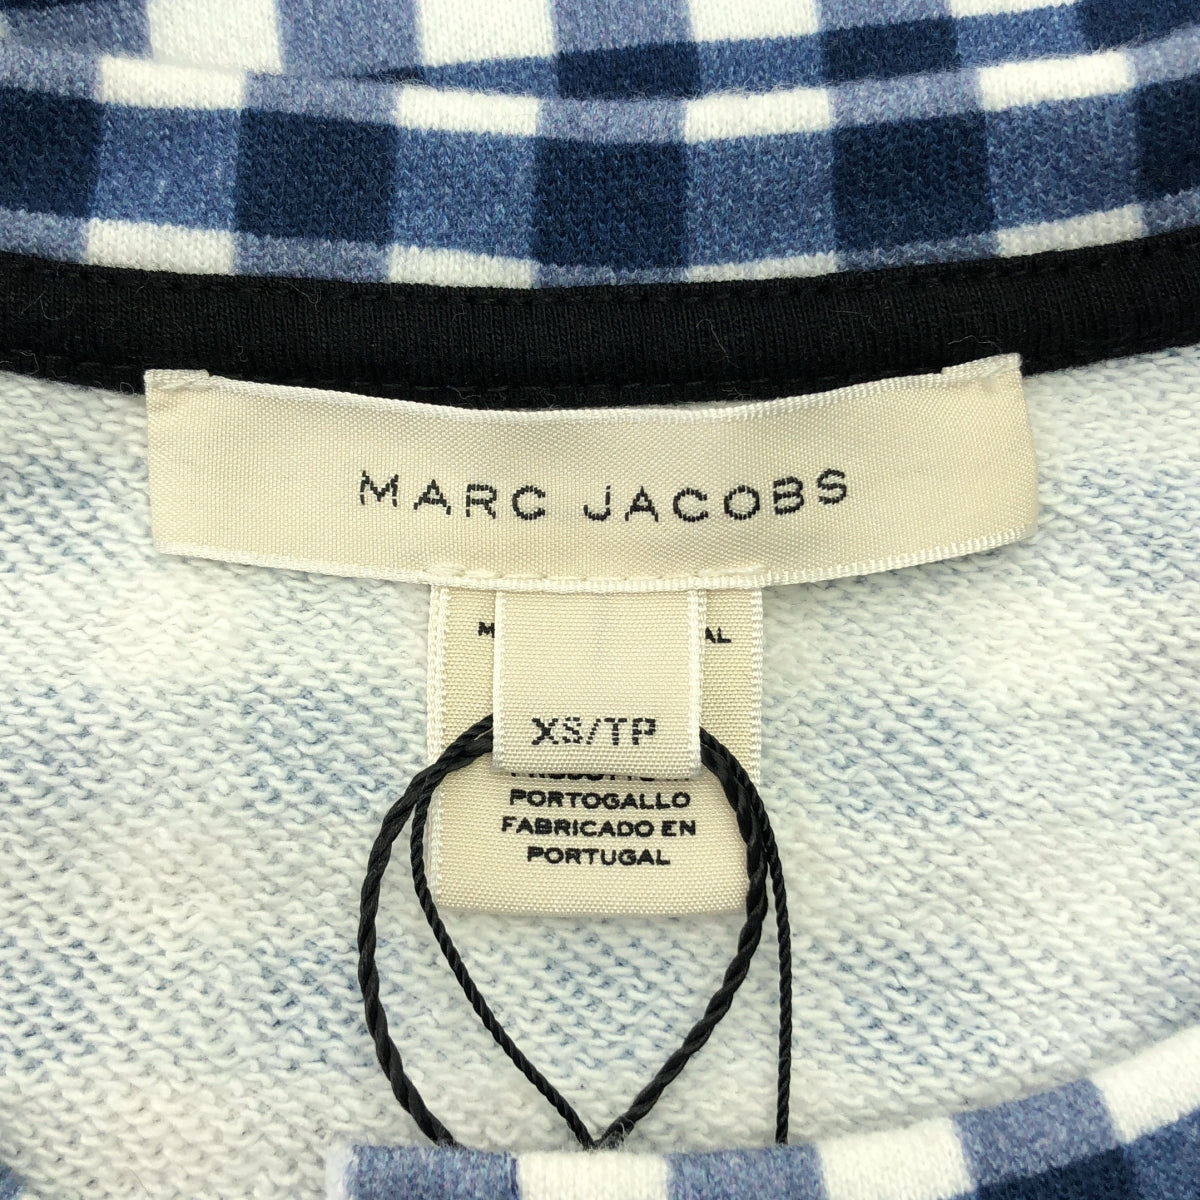 MARC JACOBS
XS/TP
PORTOGALLO
FABRICADO EN
PORTUGAL